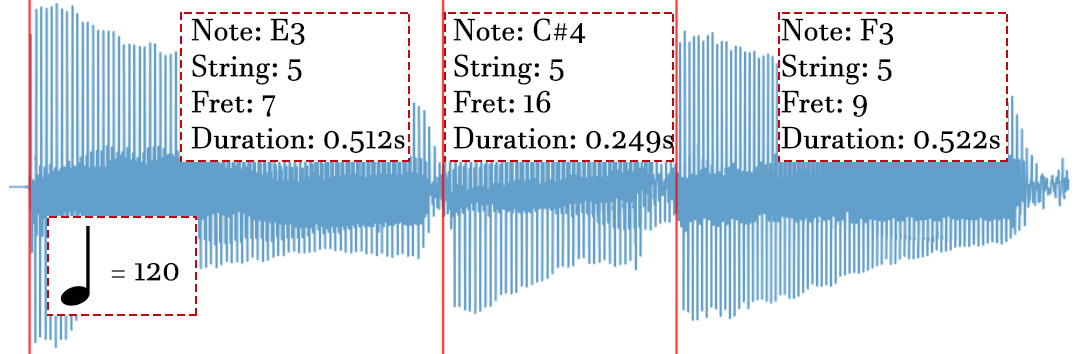 Note: E3
String: 5
Fret: 7
Duration: 0.512s
Note: C#4
String: 5
Fret: 16
Duration: 0.249s
Note: F3
String: 5
Fret: 9
Duration: 0.522s
= 120